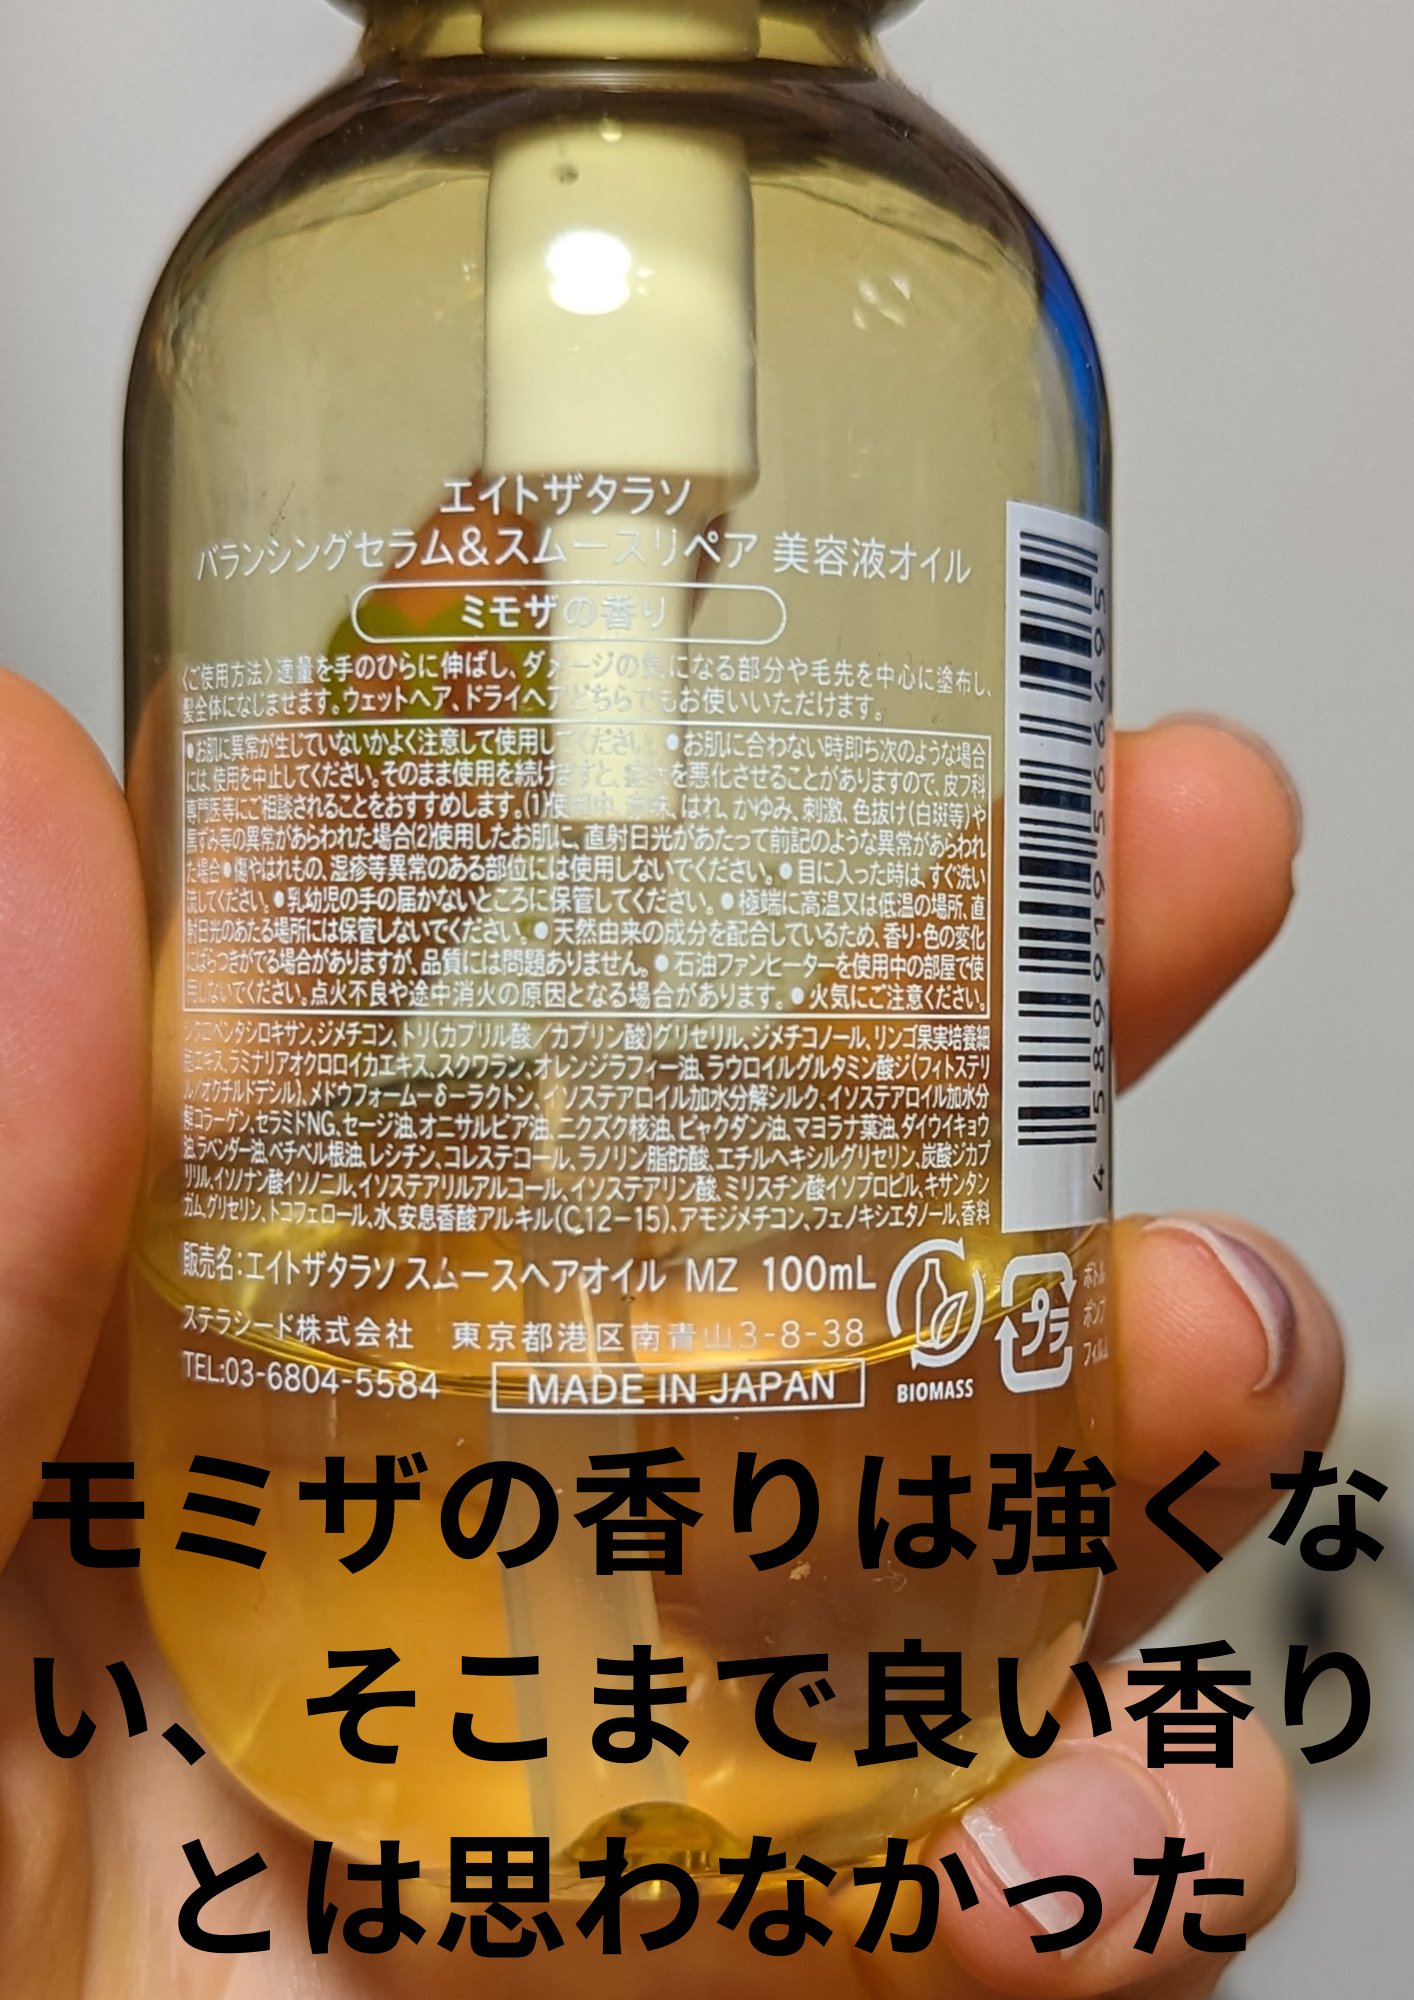 エイトザタラソ
バランシングセラム&スムースリペア 美容液オイル
ミモザの香り
〈ご使用方法〉適量を手のひらに伸ばし、ダメージの気になる部分や毛先を中心に塗布し、
髪全体になじませます。ウェットヘア、ドライヘアどちらでもお使いいただけます。
●お肌に異常が生じていないかよく注意して使用してください。●お肌に合わない時即ち次のような場合
には、使用を中止してください。そのまま使用を続けますと、症状を悪化させることがありますので、皮フ科
専門医等にご相談されることをおすすめします。(1)使用中、赤味、はれ、かゆみ、刺激、色抜け(白斑等)や
黒ずみ等の異常があらわれた場合(2)使用したお肌に、直射日光があたって前記のような異常があらわれ
た場合●傷やはれもの、湿疹等異常のある部位には使用しないでください。●目に入った時は、すぐ洗い
流してください。●乳幼児の手の届かないところに保管してください。●極端に高温又は低温の場所、直
射日光のあたる場所には保管しないでください。●天然由来の成分を配合しているため、香り・色の変化
にばらつきがでる場合がありますが、品質には問題ありません。●石油ファンヒーターを使用中の部屋で使
用しないでください。点火不良や途中消火の原因となる場合があります。●火気にご注意ください。
シクロペンタシロキサン、ジメチコン、トリ(カプリル酸/カプリン酸)グリセリル、ジメチコノール、リンゴ果実培養細
胞エキス、ラミナリアオクロロイカエキス、スクワラン、オレンジラフィー油、ラウロイルグルタミン酸ジ(フィトステリ
ル/オクチルドデシル)、メドウフォーム-δ-ラクトン、イソステアロイル加水分解シルク、イソステアロイル加水分
解コラーゲン、セラミドNG、セージ油、オニサルビア油、ニクズク核油、ビャクダン油、マヨラナ葉油、ダイウイキョウ
油、ラベンダー油、ベチベル根油、レシチン、コレステロール、ラノリン脂肪酸、エチルヘキシルグリセリン、炭酸ジカプ
リリル、イソノナン酸イソノニル、イソステアリルアルコール、イソステアリン酸、ミリスチン酸イソプロピル、キサンタン
ガム、グリセリン、トコフェロール、水、安息香酸アルキル(C12-15)、アモジメチコン、フェノキシエタノール、香料
販売名:エイトザタラソ スムースヘアオイル MZ 100mL
ステラシード株式会社 東京都港区南青山3-8-38
TEL:03-6804-5584 MADE IN JAPAN
BIOMASS
プラ
ボトル
ポンプ
フィルム
4 589919 566495
モミザの香りは強くな
い、そこまで良い香り
とは思わなかった